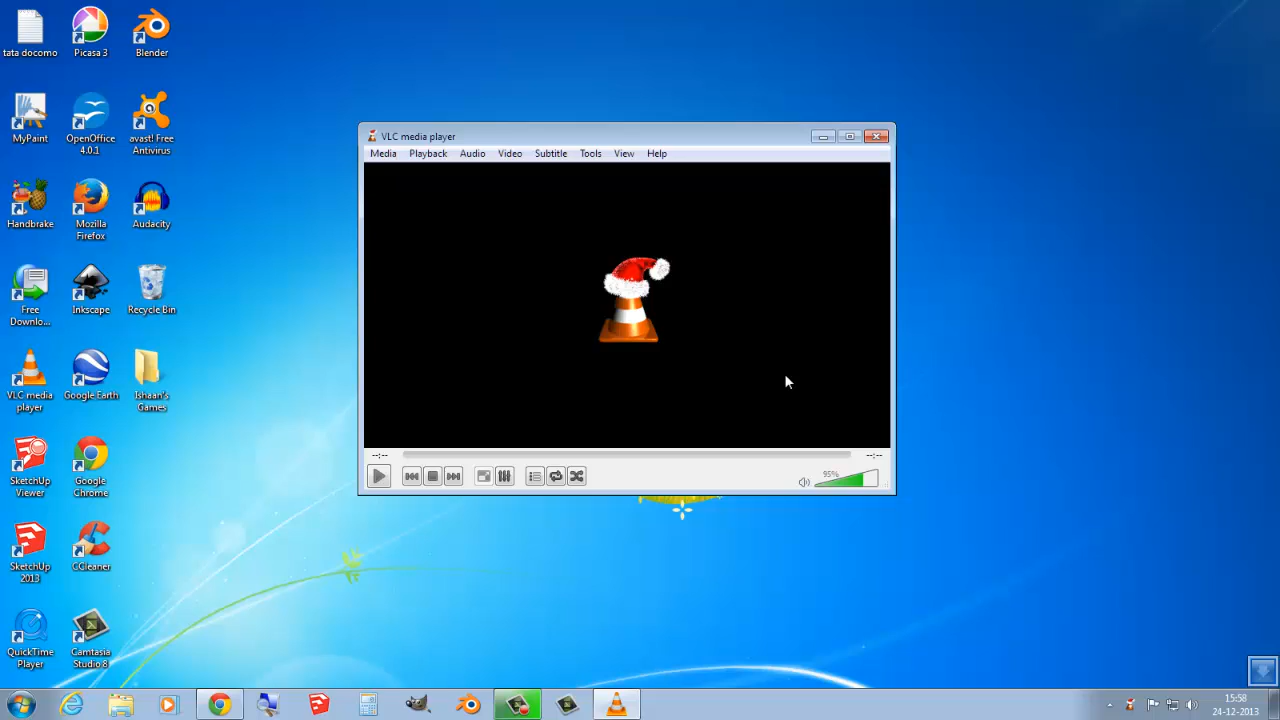 tata docomo
Picasa 3
Blender
MyPaint
OpenOffice
4.0.1
avast! Free
Antivirus
Handbrake
Mozilla
Firefox
Audacity
Free
Downlo...
Inkscape
Recycle Bin
VLC media
player
Google Earth
Ishaan's
Games
SketchUp
Viewer
Google
Chrome
SketchUp
2013
CCleaner
QuickTime
Player
Camtasia
Studio 8
VLC media player
Media Playback Audio Video Subtitle Tools View Help
--:-- --:--
95%
15:58
24-12-2013